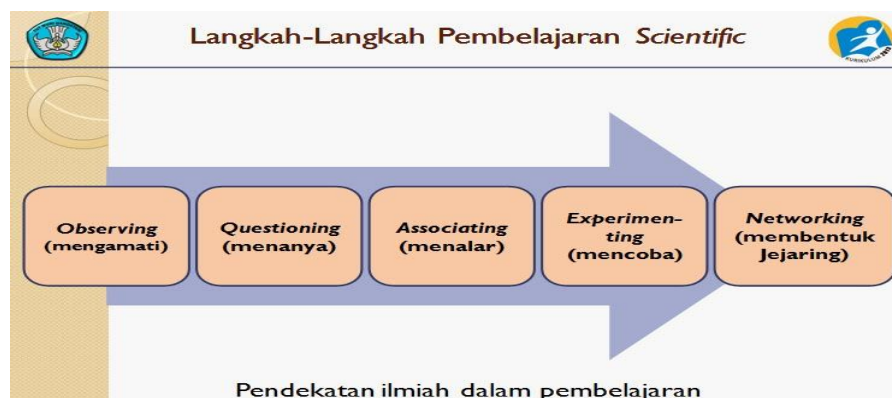 Langkah-Langkah Pembelajaran Scientific
Observing
(mengamati)
Questioning
(menanya)
Associating
(menalar)
Experimen-
ting
(mencoba)
Networking
(membentuk
Jejaring)
Pendekatan ilmiah dalam pembelajaran